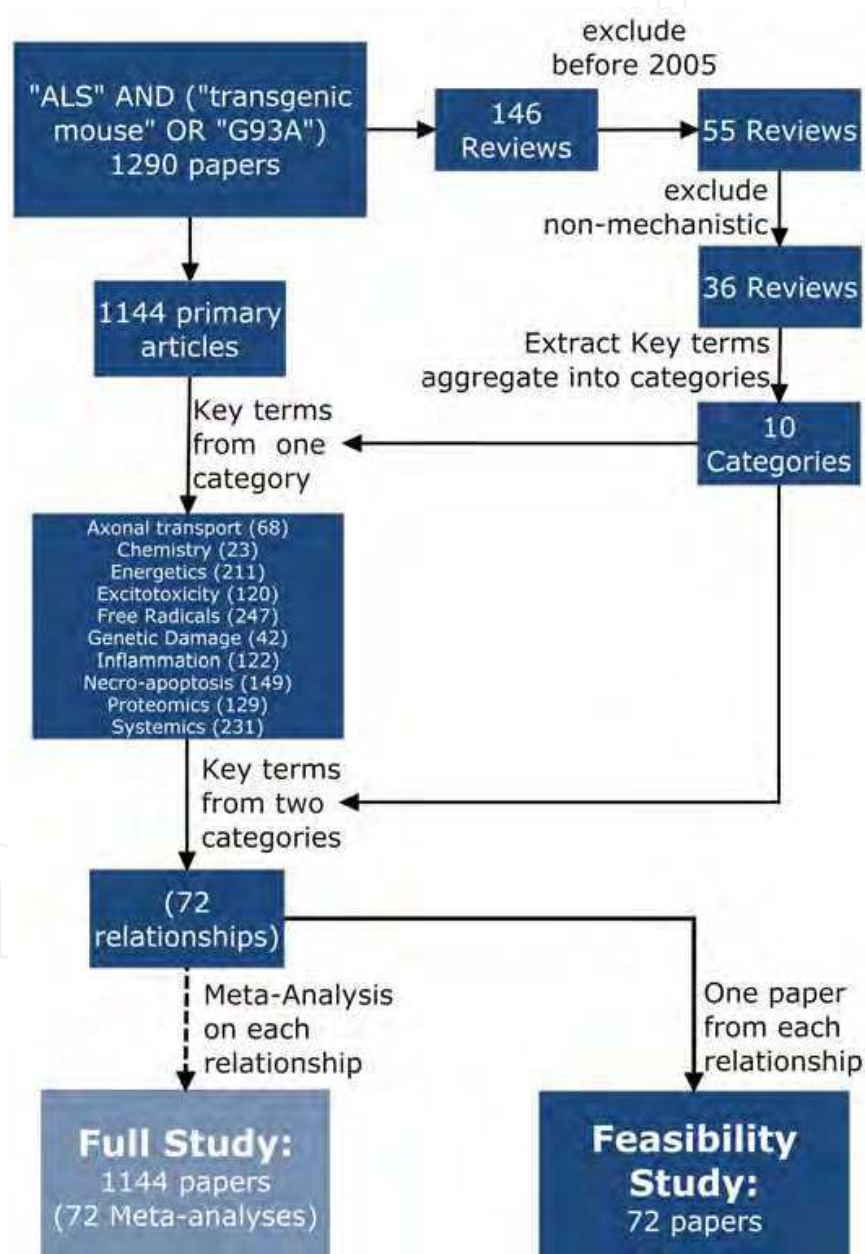 "ALS" AND ("transgenic
mouse" OR "G93A")
1290 papers
exclude
before 2005
146
Reviews
55 Reviews
exclude
non-mechanistic
36 Reviews
1144 primary
articles
Extract Key terms
aggregate into categories
10
Categories
Key terms
from one
category
Axonal transport (68)
Chemistry (23)
Energetics (211)
Excitotoxicity (120)
Free Radicals (247)
Genetic Damage (42)
Inflammation (122)
Necro-apoptosis (149)
Proteomics (129)
Systemics (231)
Key terms
from two
categories
(72
relationships)
Meta-Analysis
on each
relationship
One paper
from each
relationship
Full Study:
1144 papers
(72 Meta-analyses)
Feasibility
Study:
72 papers